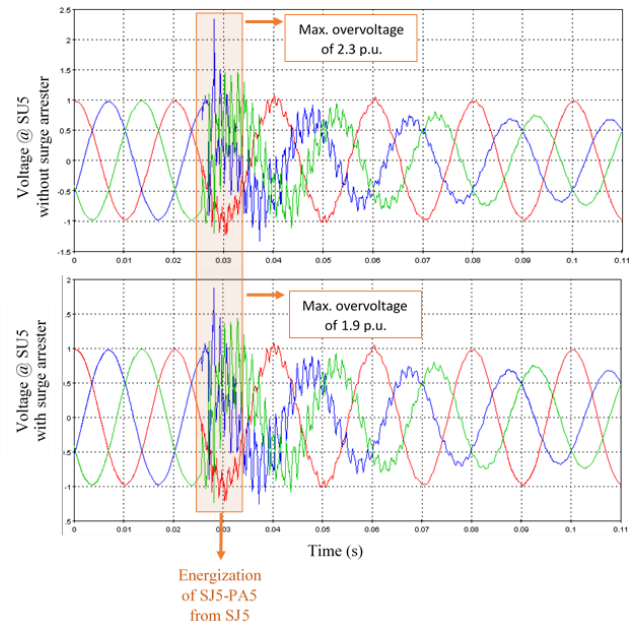 2.5
2
1.5
1
0.5
0
-0.5
-1
-1.5
Voltage @ SU5
without surge arrester
Max. overvoltage
of 2.3 p.u.
0 0.01 0.02 0.03 0.04 0.05 0.06 0.07 0.08 0.09 0.1 0.11
2
.5
1
.5
0
.5
-1
.5
Voltage @ SU5
with surge arrester
Max. overvoltage
of 1.9 p.u.
0 0.01 0.02 0.03 0.04 0.05 0.06 0.07 0.08 0.09 0.1 0.11
Time (s)
Energization
of SJ5-PA5
from SJ5